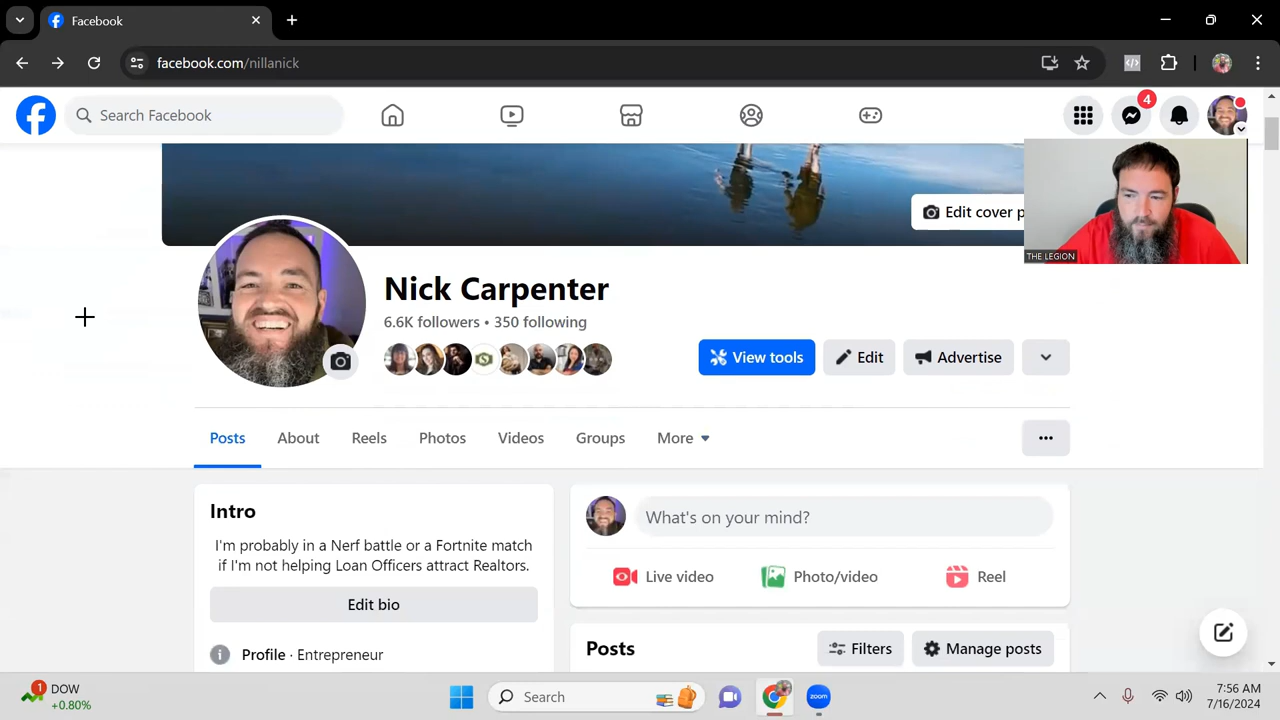 Facebook
facebook.com/nillanick
Search Facebook
4
Edit cover p
THE LEGION
Nick Carpenter
6.6K followers • 350 following
View tools
Edit
Advertise
Posts
About
Reels
Photos
Videos
Groups
More
Intro
I'm probably in a Nerf battle or a Fortnite match
if I'm not helping Loan Officers attract Realtors.
Edit bio
Profile · Entrepreneur
What's on your mind?
Live video
Photo/video
Reel
Posts
Filters
Manage posts
1
DOW
+0.80%
Search
zoom
7:56 AM
7/16/2024